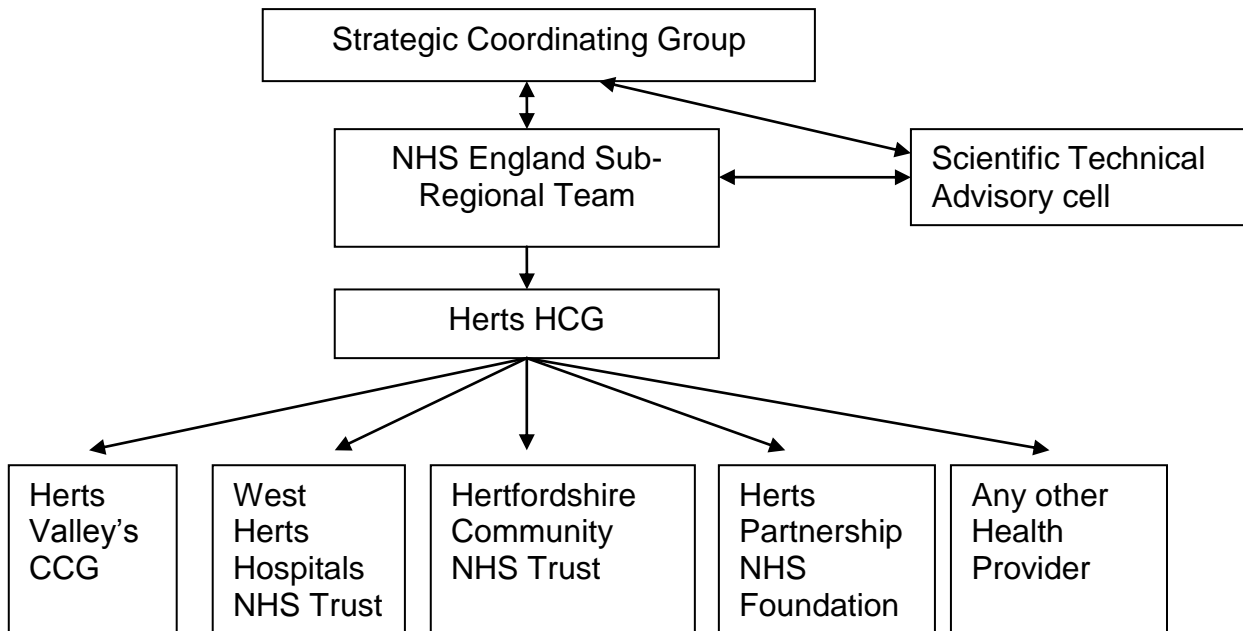 Strategic Coordinating Group
NHS England Sub-
Regional Team
Scientific Technical
Advisory cell
Herts HCG
Herts
Valley's
CCG
West
Herts
Hospitals
NHS Trust
Hertfordshire
Community
NHS Trust
Herts
Partnership
NHS
Foundation
Any other
Health
Provider